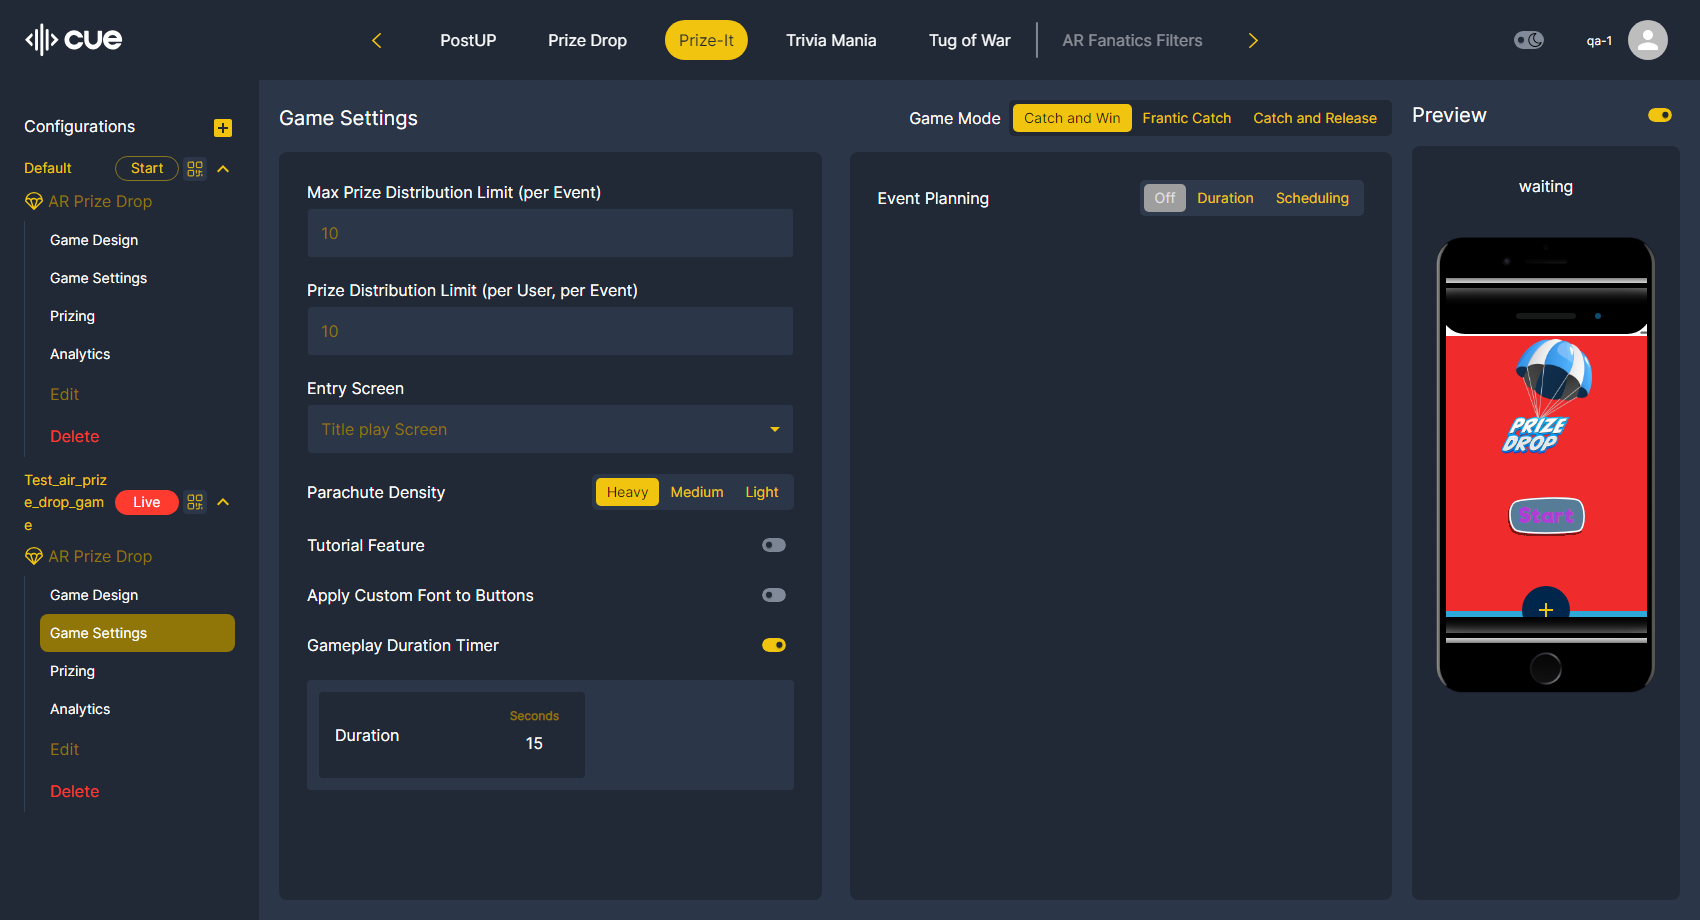 cue
PostUP
Prize Drop
Prize-It
Trivia Mania
Tug of War
AR Fanatics Filters
qa-1
Configurations
Default
Start
AR Prize Drop
Game Design
Game Settings
Prizing
Analytics
Edit
Delete
Test_air_priz
e_drop_gam
e
Live
AR Prize Drop
Game Design
Game Settings
Prizing
Analytics
Edit
Delete
Game Settings
Max Prize Distribution Limit (per Event)
10
Prize Distribution Limit (per User, per Event)
10
Entry Screen
Title play Screen
Parachute Density
Heavy
Medium
Light
Tutorial Feature
Apply Custom Font to Buttons
Gameplay Duration Timer
Duration
Seconds
15
Game Mode
Catch and Win
Frantic Catch
Catch and Release
Event Planning
Off
Duration
Scheduling
Preview
waiting
PRIZE
DROP
Start